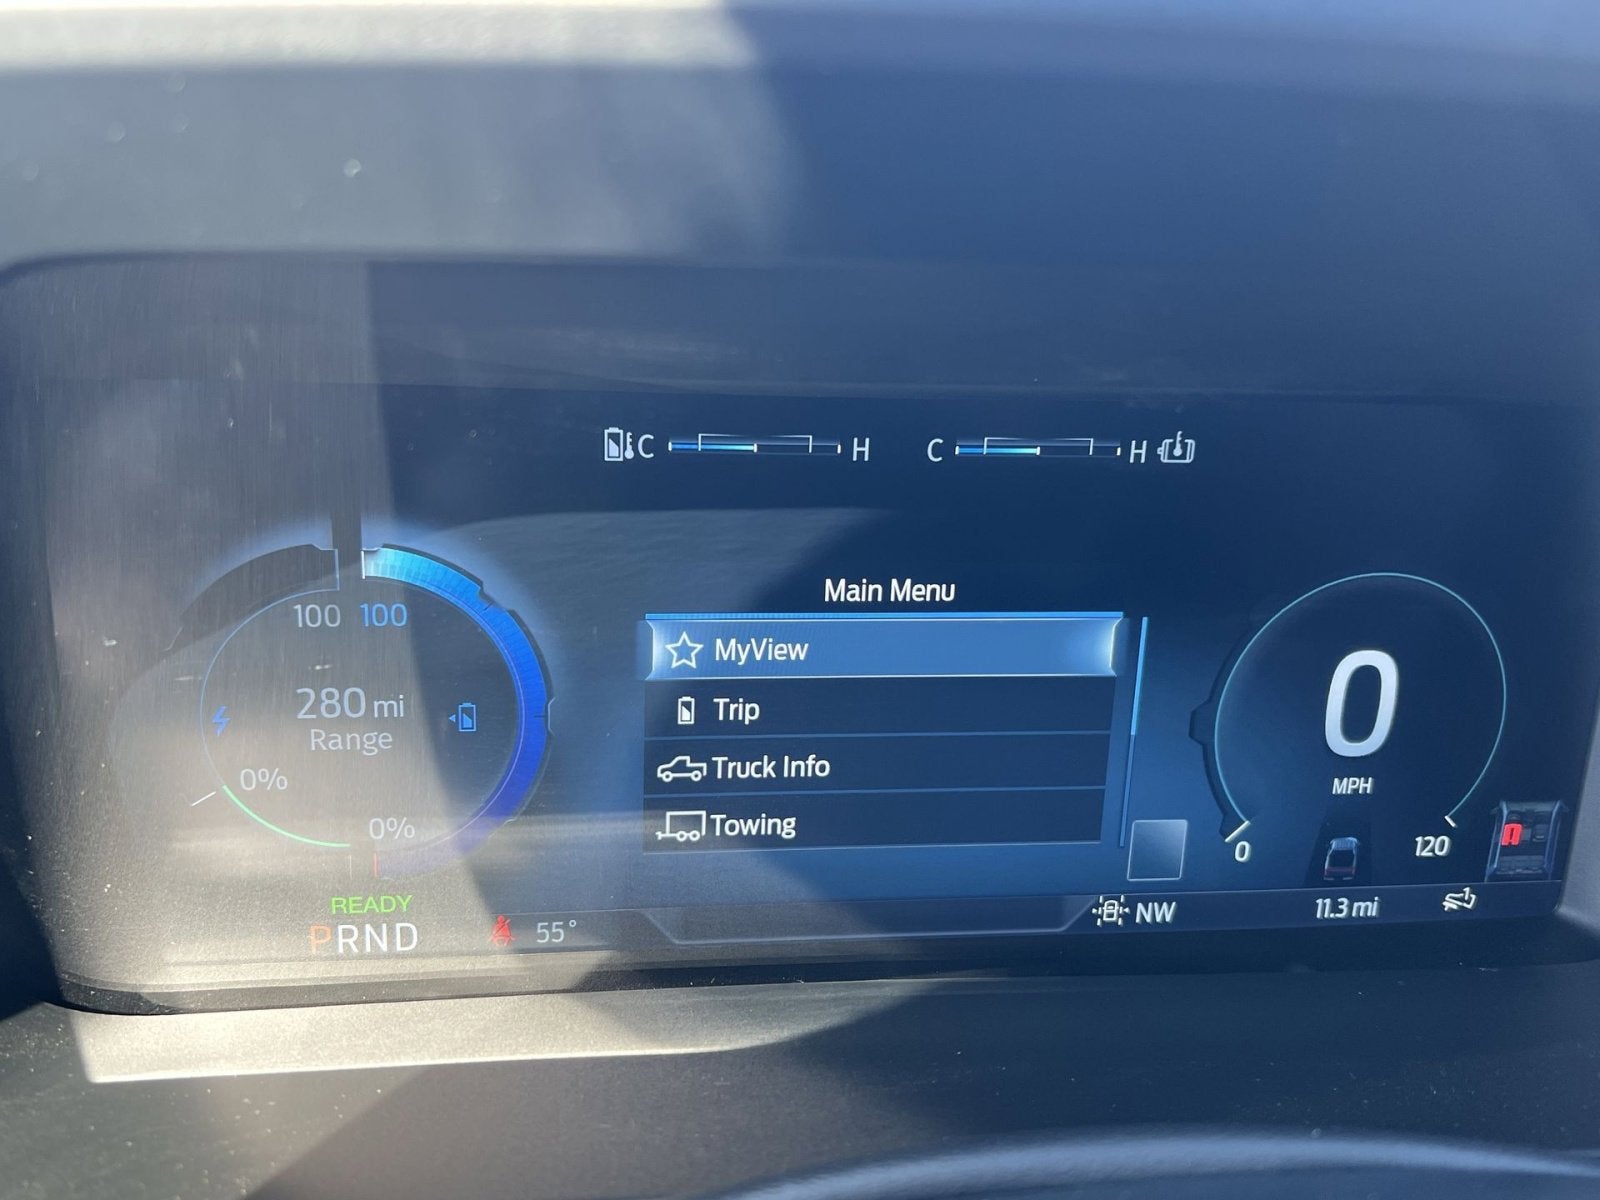 C H C H
Main Menu
MyView
Trip
Truck Info
Towing
100 100
280 mi
Range
0%
0%
READY
PRND
55°
0
MPH
0 120
NW
11.3 mi
1